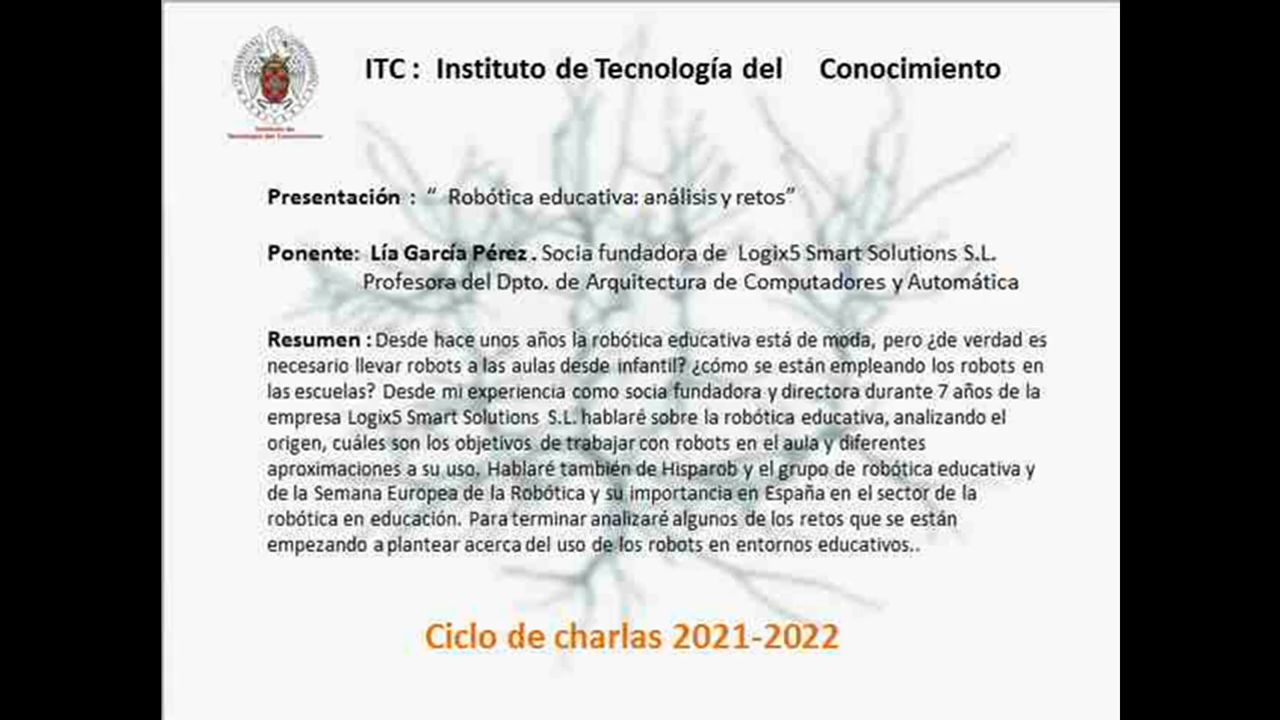 ITC : Instituto de Tecnología del Conocimiento
Instituto de
Tecnología del Conocimiento
Presentación : “ Robótica educativa: análisis y retos”
Ponente: Lía García Pérez . Socia fundadora de Logix5 Smart Solutions S.L.
Profesora del Dpto. de Arquitectura de Computadores y Automática
Resumen : Desde hace unos años la robótica educativa está de moda, pero ¿de verdad es
necesario llevar robots a las aulas desde infantil? ¿cómo se están empleando los robots en
las escuelas? Desde mi experiencia como socia fundadora y directora durante 7 años de la
empresa Logix5 Smart Solutions S.L. hablaré sobre la robótica educativa, analizando el
origen, cuáles son los objetivos de trabajar con robots en el aula y diferentes
aproximaciones a su uso. Hablaré también de Hisparob y el grupo de robótica educativa y
de la Semana Europea de la Robótica y su importancia en España en el sector de la
robótica en educación. Para terminar analizaré algunos de los retos que se están
empezando a plantear acerca del uso de los robots en entornos educativos..
Ciclo de charlas 2021-2022